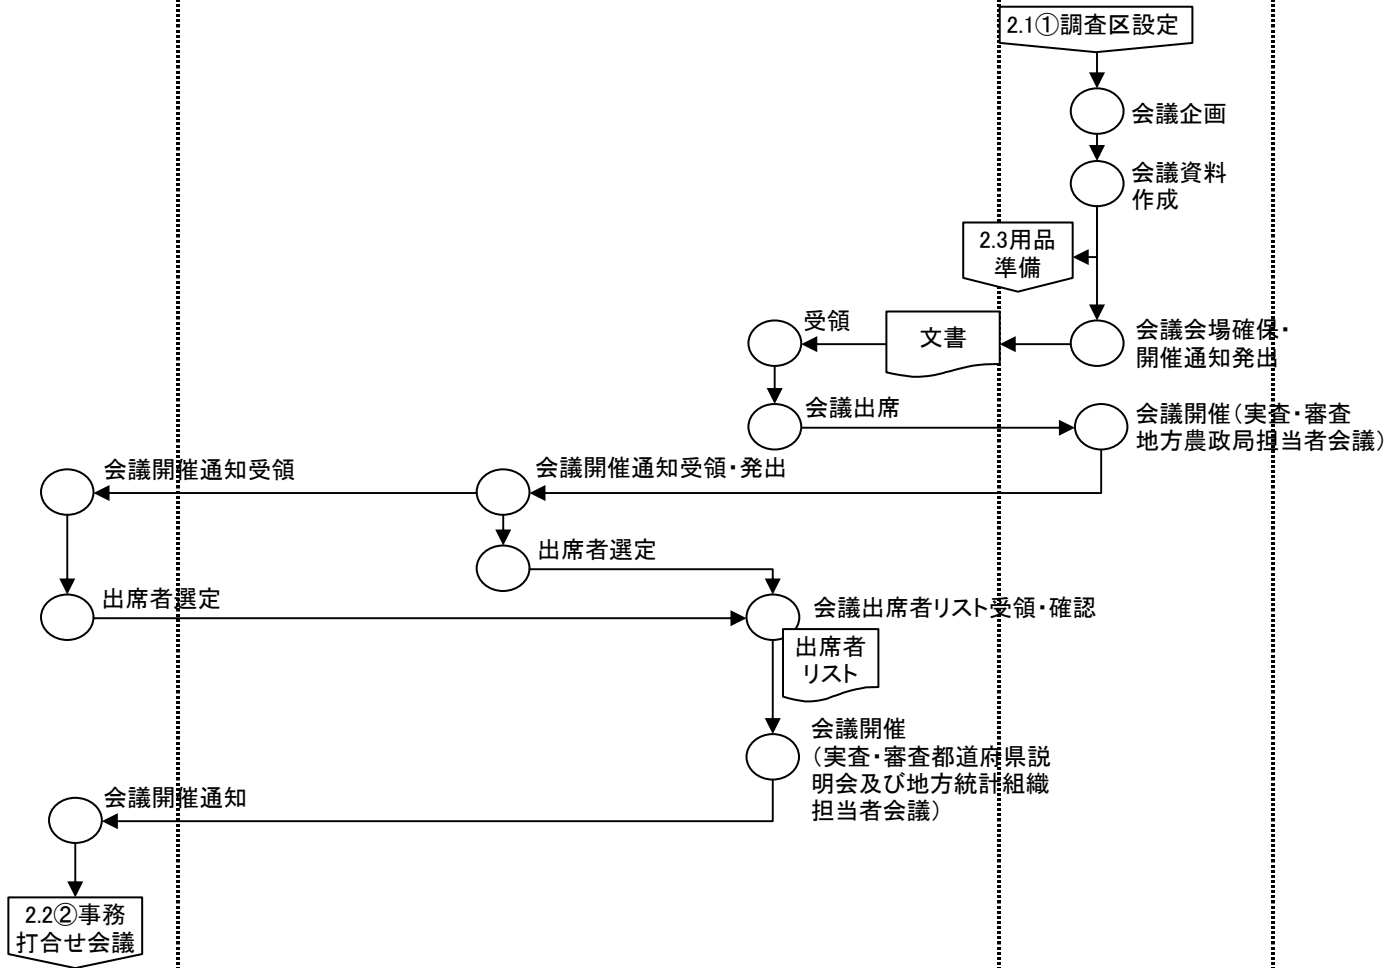 2.1①調査区設定
会議企画
会議資料
作成
2.3用品
準備
受領
文書
会議会場確保・
開催通知発出
会議出席
会議開催（実査・審査
地方農政局担当者会議）
会議開催通知受領
会議開催通知受領・発出
出席者選定
出席者選定
会議出席者リスト受領・確認
出席者
リスト
会議開催
（実査・審査都道府県説
明会及び地方統計組織
担当者会議）
会議開催通知
2.2②事務
打合せ会議